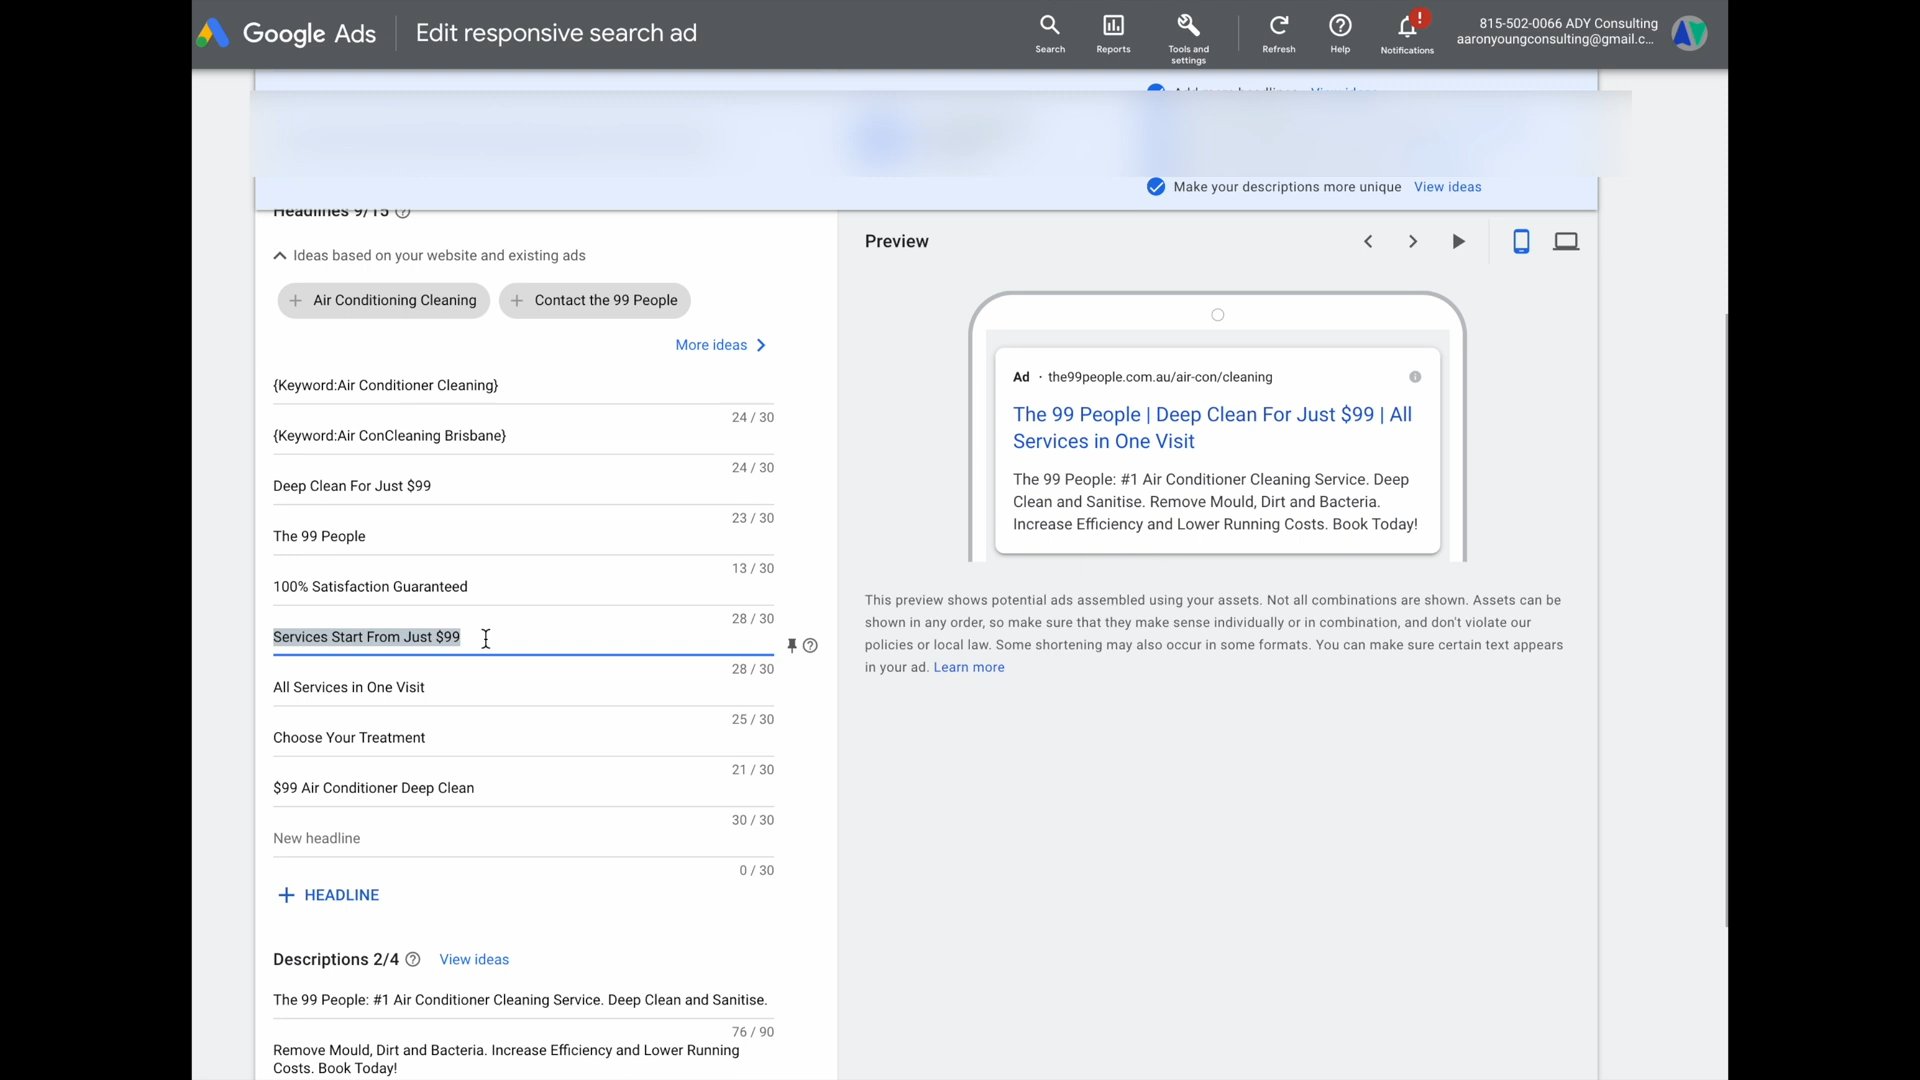 Google Ads
Edit responsive search ad
Search
Reports
Tools and
settings
Refresh
Help
!
Notifications
815-502-0066 ADY Consulting
aaronyoungconsulting@gmail.c...
Make your descriptions more unique View ideas
Headlines 9/15
Ideas based on your website and existing ads
+ Air Conditioning Cleaning
+ Contact the 99 People
More ideas
{Keyword:Air Conditioner Cleaning}
24 / 30
{Keyword:Air ConCleaning Brisbane}
24 / 30
Deep Clean For Just $99
23 / 30
The 99 People
13 / 30
100% Satisfaction Guaranteed
28 / 30
Services Start From Just $99
28 / 30
All Services in One Visit
25 / 30
Choose Your Treatment
21 / 30
$99 Air Conditioner Deep Clean
30 / 30
New headline
0 / 30
+ HEADLINE
Descriptions 2/4
View ideas
The 99 People: #1 Air Conditioner Cleaning Service. Deep Clean and Sanitise.
76 / 90
Remove Mould, Dirt and Bacteria. Increase Efficiency and Lower Running
Costs. Book Today!
Preview
Ad · the99people.com.au/air-con/cleaning
The 99 People | Deep Clean For Just $99 | All
Services in One Visit
The 99 People: #1 Air Conditioner Cleaning Service. Deep
Clean and Sanitise. Remove Mould, Dirt and Bacteria.
Increase Efficiency and Lower Running Costs. Book Today!
This preview shows potential ads assembled using your assets. Not all combinations are shown. Assets can be
shown in any order, so make sure that they make sense individually or in combination, and don't violate our
policies or local law. Some shortening may also occur in some formats. You can make sure certain text appears
in your ad. Learn more